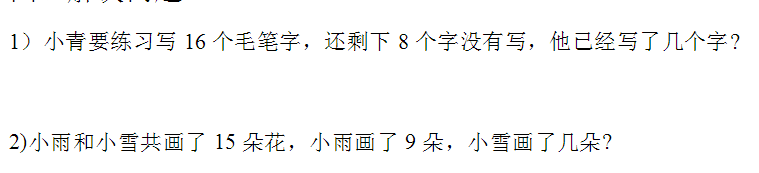 1）小青要练习写 16 个毛笔字，还剩下 8 个字没有写，他已经写了几个字？
2)小雨和小雪共画了 15 朵花，小雨画了 9 朵，小雪画了几朵？